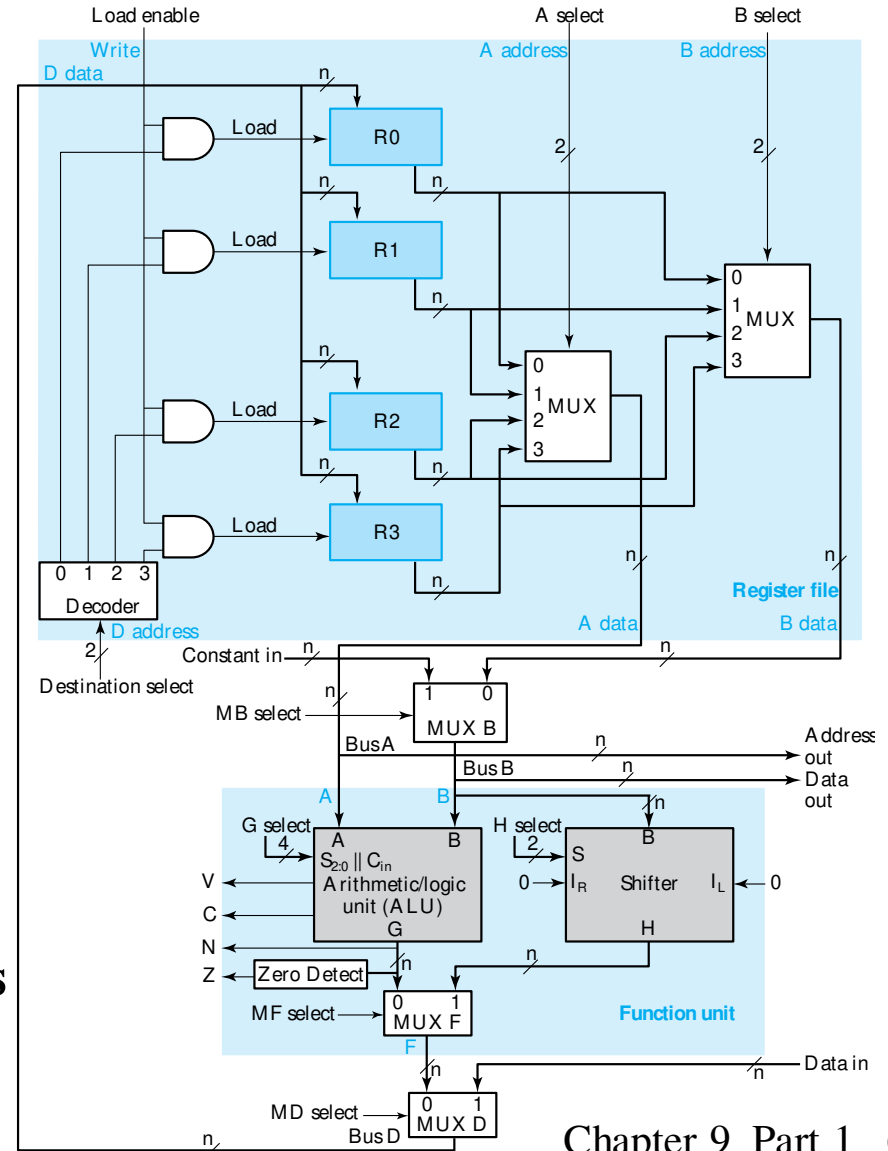 Load enable
A select
B select
Write
A address
B address
D data
n
Load
R0
2
2
n
n
Load
R1
0
1
2
3
MUX
n
n
0
1
2
3
MUX
Load
R2
n
n
Load
R3
0 1 2 3
Decoder
n
n
n
Register file
D address
A data
B data
2
Constant in
n
n
Destination select
n
1 0
MUX B
MB select
Bus A
n
Address
out
Bus B
n
Data
out
A
B
n
G select
4
H select
2
A
B
B
S2:0 || Cin
S
V
Arithmetic/logic
unit (ALU)
0
IR
Shifter
IL
0
C
G
H
N
n
n
Z
Zero Detect
0 1
MUX F
MF select
Function unit
F
n
n
Data in
0 1
MUX D
MD select
n
Bus D
s
Chapter 9 Part 1